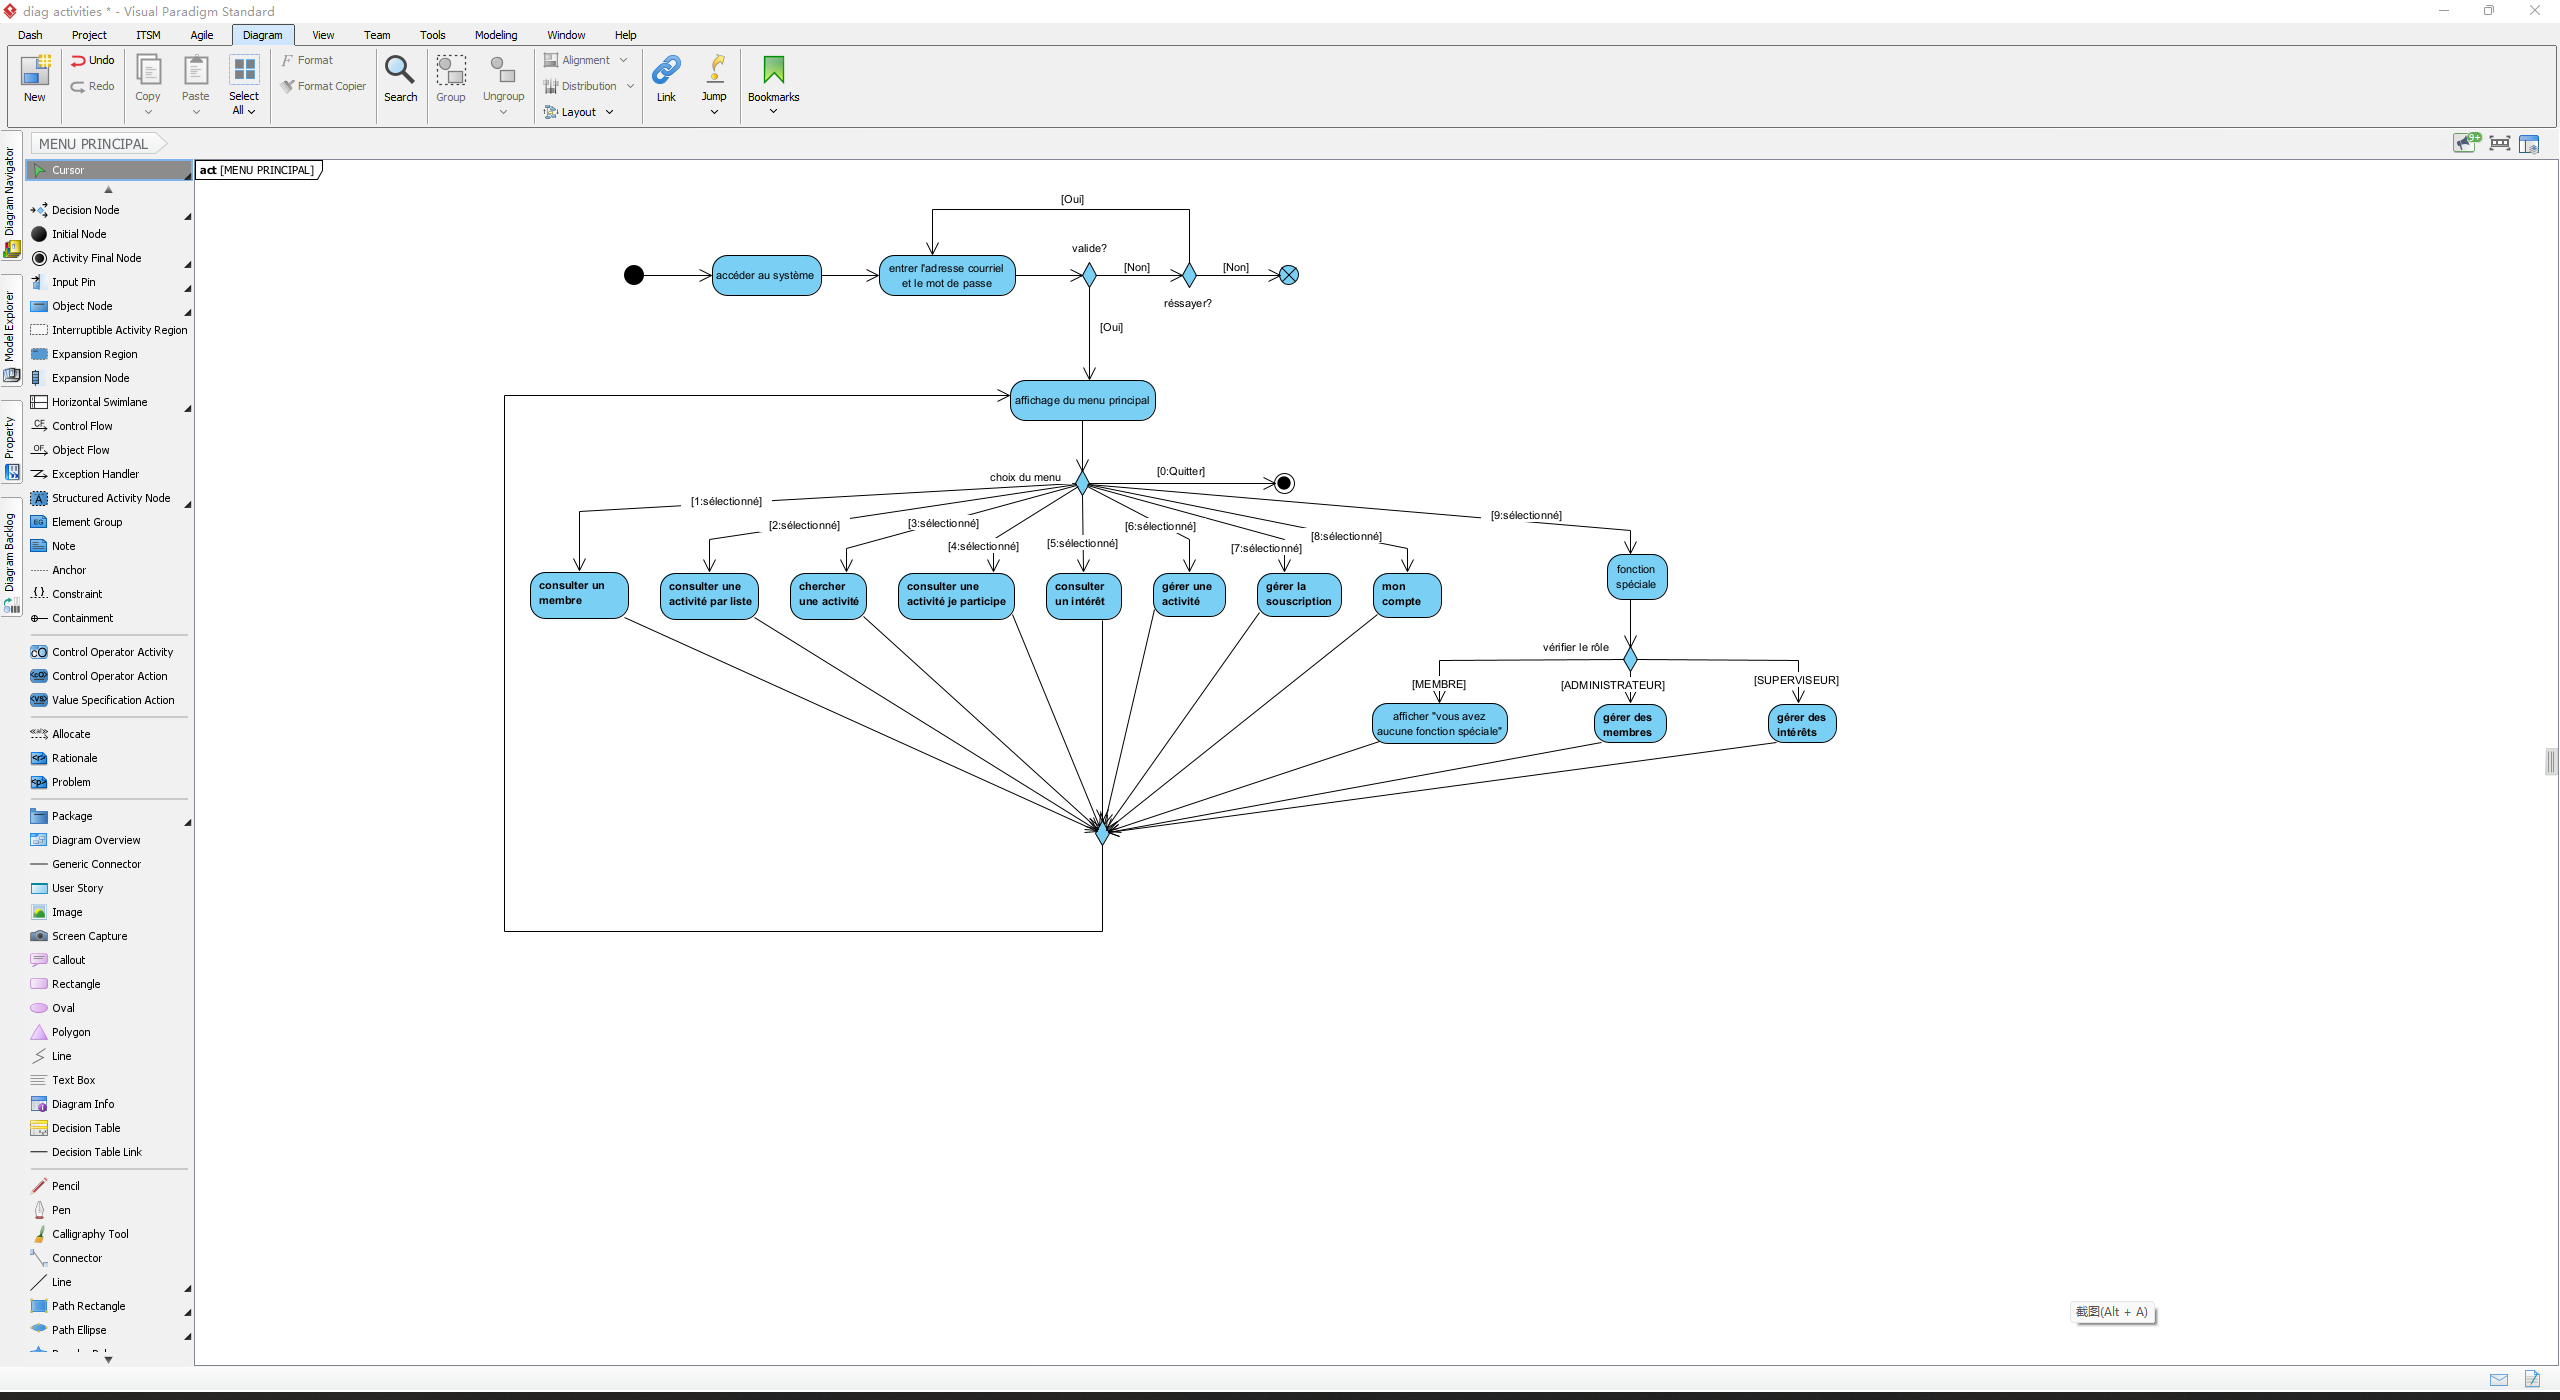 diag activities * - Visual Paradigm Standard
Dash Project ITSM Agile Diagram View Team Tools Modeling Window Help
New
Undo
Redo
Copy
Paste
Select
All
Format
Format Copier
Search
Group
Ungroup
Alignment
Distribution
Layout
Link
Jump
Bookmarks
MENU PRINCIPAL
9+
Diagram Navigator
Model Explorer
Property
Diagram Backlog
Cursor
Decision Node
Initial Node
Activity Final Node
Input Pin
Object Node
Interruptible Activity Region
Expansion Region
Expansion Node
Horizontal Swimlane
Control Flow
Object Flow
Exception Handler
Structured Activity Node
Element Group
Note
Anchor
Constraint
Containment
Control Operator Activity
Control Operator Action
Value Specification Action
Allocate
Rationale
Problem
Package
Diagram Overview
Generic Connector
User Story
Image
Screen Capture
Callout
Rectangle
Oval
Polygon
Line
Text Box
Diagram Info
Decision Table
Decision Table Link
Pencil
Pen
Calligraphy Tool
Connector
Line
Path Rectangle
Path Ellipse
act [MENU PRINCIPAL]
[Oui]
valide?
accéder au système
entrer l'adresse courriel
et le mot de passe
[Non]
[Non]
réssayer?
[Oui]
affichage du menu principal
choix du menu
[0:Quitter]
[1:sélectionné]
[2:sélectionné]
[3:sélectionné]
[4:sélectionné]
[5:sélectionné]
[6:sélectionné]
[7:sélectionné]
[8:sélectionné]
[9:sélectionné]
consulter un
membre
consulter une
activité par liste
chercher
une activité
consulter une
activité je participe
consulter
un intérêt
gérer une
activité
gérer la
souscription
mon
compte
fonction
spéciale
vérifier le rôle
[MEMBRE]
[ADMINISTRATEUR]
[SUPERVISEUR]
afficher "vous avez
aucune fonction spéciale"
gérer des
membres
gérer des
intérêts
截图(Alt + A)